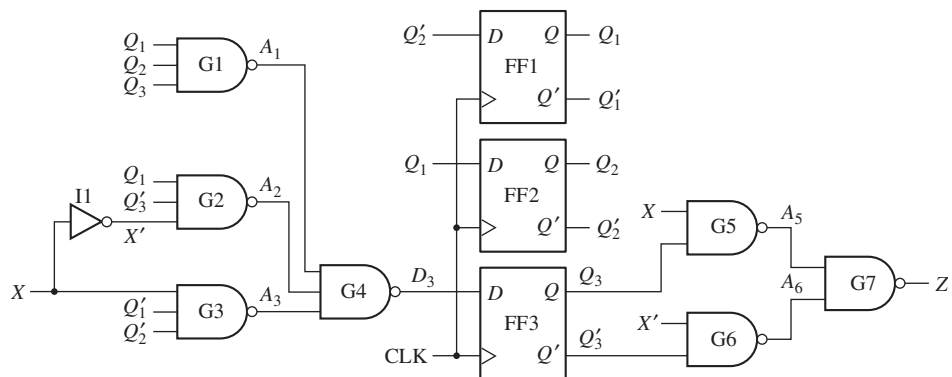 Q₁
Q₂
Q₃
G1
A₁
Q₁
Q₃′
G2
A₂
I1
X′
X
Q₁′
Q₂′
G3
A₃
G4
D₃
CLK
Q₂′
D
Q
Q₁
FF1
Q′
Q₁′
Q₁
D
Q
Q₂
FF2
Q′
Q₂′
D
Q
Q₃
FF3
Q′
Q₃′
X
G5
A₅
X′
G6
A₆
G7
Z